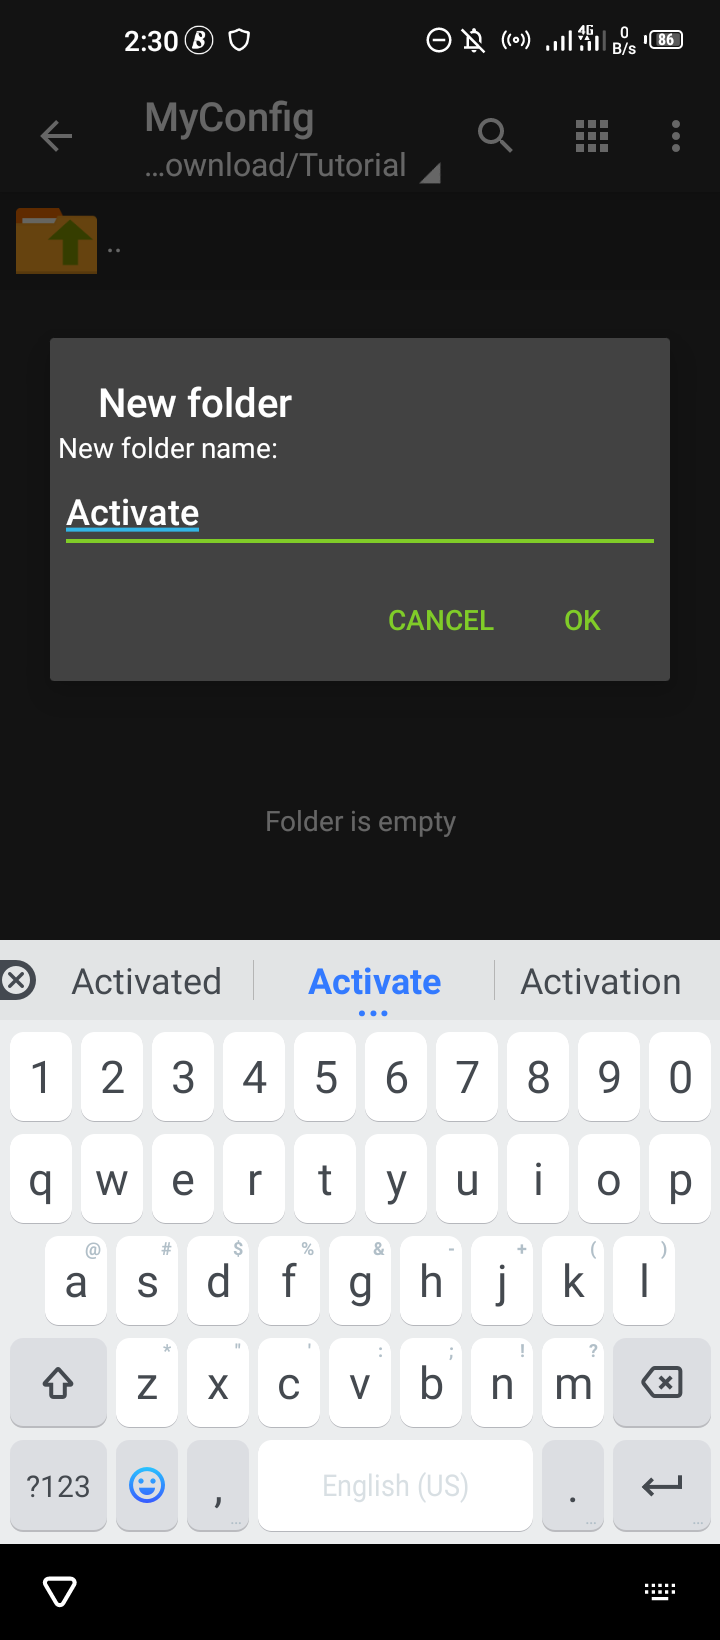 2:30
4G
0
B/s
86
MyConfig
...ownload/Tutorial
..
New folder
New folder name:
Activate
CANCEL
OK
Folder is empty
Activated
Activate
Activation
1 2 3 4 5 6 7 8 9 0
q w e r t y u i o p
@ # $ % & - + ( )
a s d f g h j k l
* " ' : ; ! ?
z x c v b n m
?123 , English (US) .